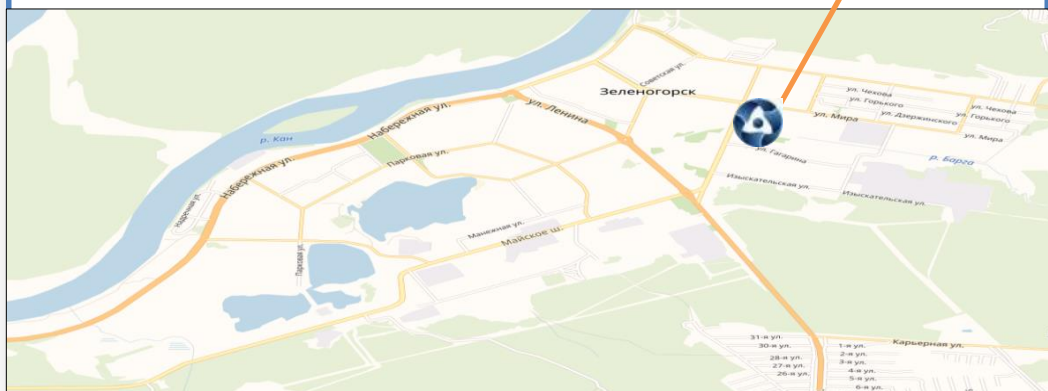 Советская ул.
Зеленогорск
ул. Чехова
ул. Горького
ул. Чехова
ул. Ленина
ул. Мира
ул. Дзержинского
ул. Горького
Набережная ул.
р. Кан
ул. Мира
Парковая ул.
ул. Гагарина
р. Барга
Набережная ул.
Изыскательская ул.
Изыскательская ул.
Манежная ул.
Майское ш.
Парковая ул.
31-я ул.
30-я ул.
28-я ул.
27-я ул.
26-я ул.
1-я ул.
2-я ул.
3-я ул.
4-я ул.
5-я ул.
6-я ул.
Карьерная ул.